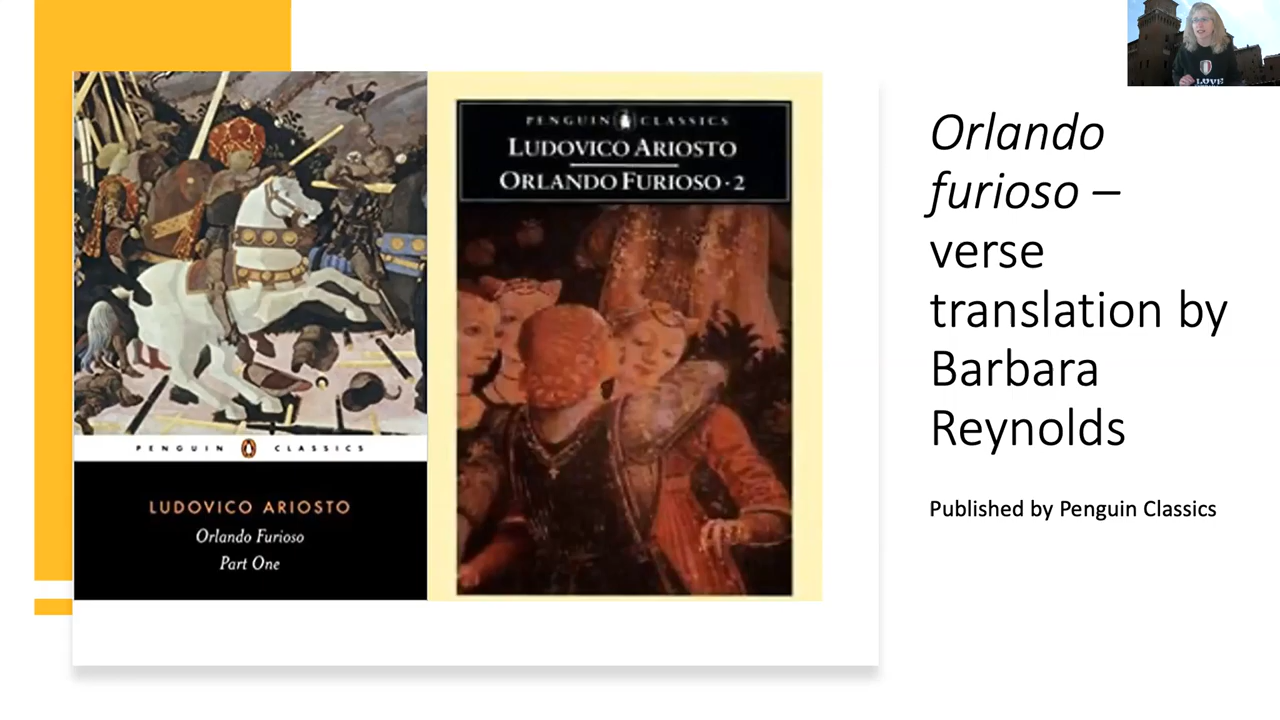 PENGUIN CLASSICS
LUDOVICO ARIOSTO
Orlando Furioso
Part One
PENGUIN CLASSICS
LUDOVICO ARIOSTO
ORLANDO FURIOSO · 2
Orlando
furioso –
verse
translation by
Barbara
Reynolds
Published by Penguin Classics
LOVE